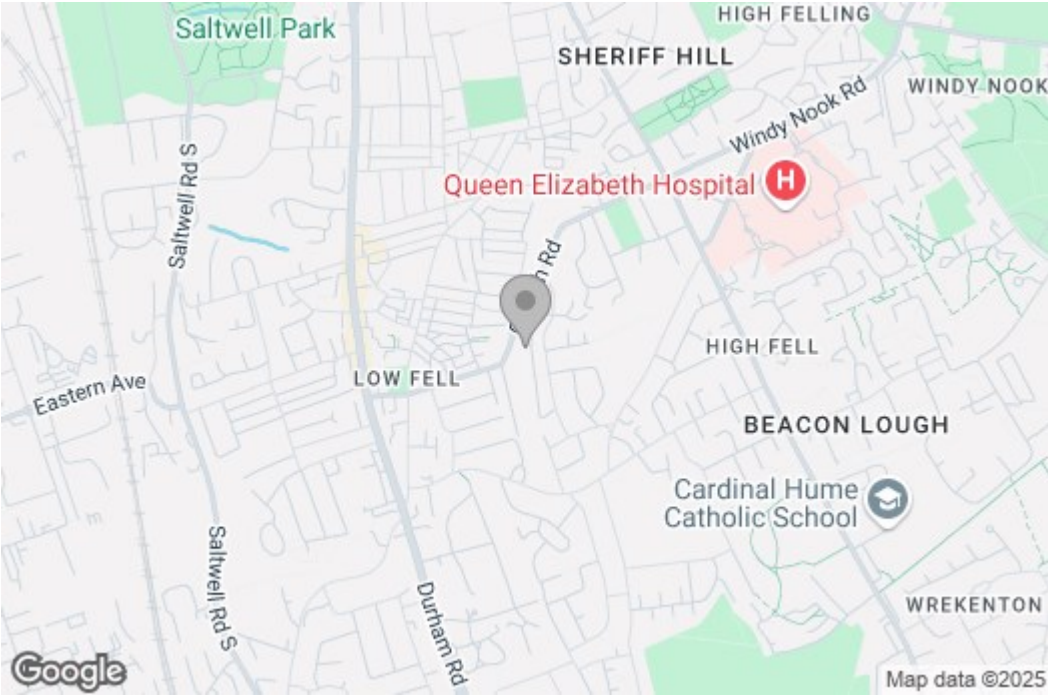 HIGH FELLING
Saltwell Park
SHERIFF HILL
WINDY NOOK
Windy Nook Rd
Saltwell Rd S
Queen Elizabeth Hospital
H
Rd
HIGH FELL
LOW FELL
Eastern Ave
BEACON LOUGH
Cardinal Hume
Catholic School
Saltwell Rd S
Durham Rd
WREKENTON
Google
Map data ©2025